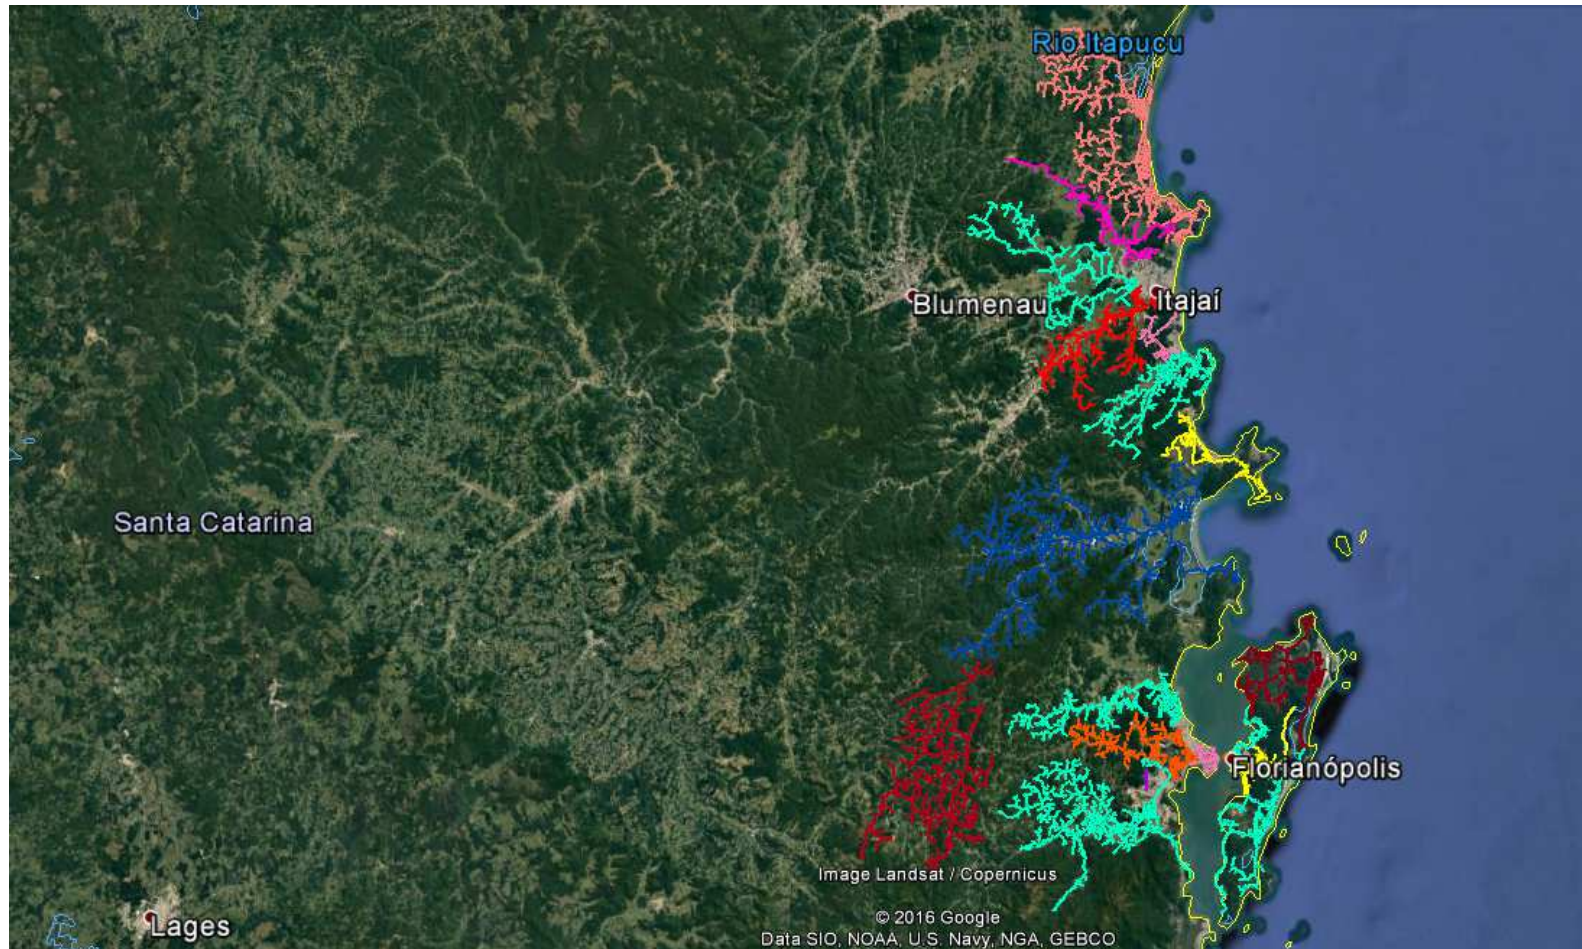 Rio Itapucu
Blumenau
Itajaí
Santa Catarina
Florianópolis
Image Landsat / Copernicus
Lages
© 2016 Google
Data SIO, NOAA, U.S. Navy, NGA, GEBCO